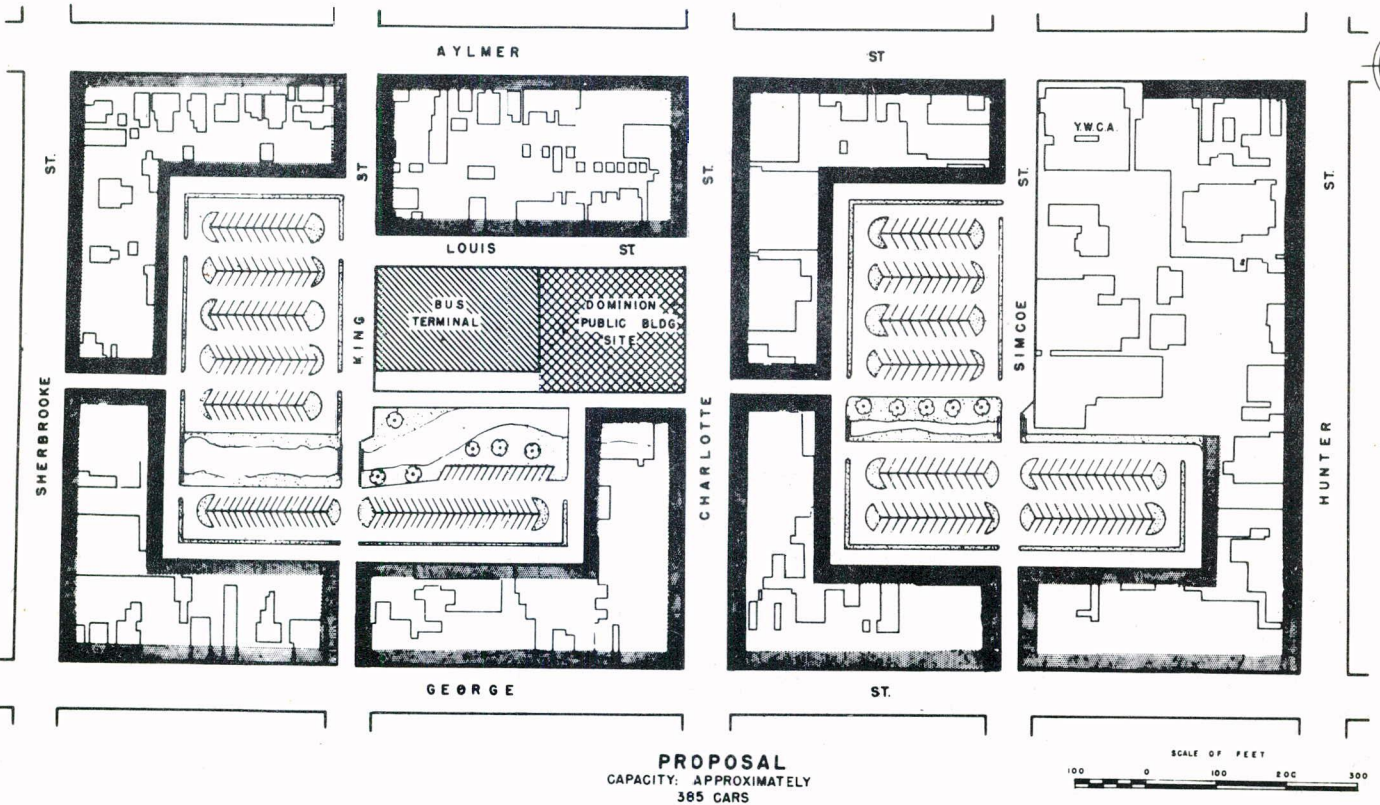 AYLMER ST
ST.
ST
ST.
ST.
ST.
Y.W.C.A.
LOUIS ST.
BUS
TERMINAL
DOMINION
PUBLIC BLDG.
SITE
KING
SIMCOE
SHERBROOKE
CHARLOTTE
HUNTER
GEORGE ST.
PROPOSAL
CAPACITY: APPROXIMATELY
385 CARS
SCALE OF FEET
100 0 100 200 300